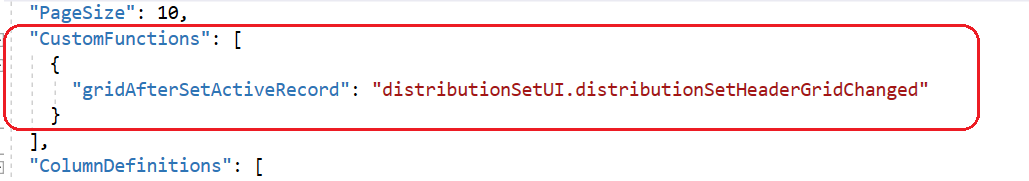 "PageSize": 10,
"CustomFunctions": [
{
"gridAfterSetActiveRecord": "distributionSetUI.distributionSetHeaderGridChanged"
}
],
"ColumnDefinitions": [